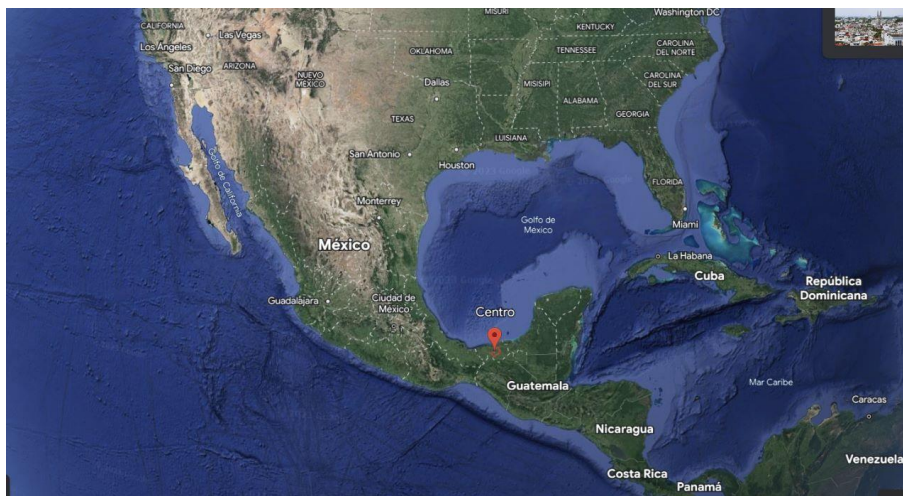 MISURI
KENTUCKY
Washington DC
CALIFORNIA
Las Vegas
Los Angeles
ARIZONA
NUEVO
MÉXICO
OKLAHOMA
TENNESSEE
CAROLINA
DEL NORTE
San Diego
Dallas
MISISIPI
CAROLINA
DEL SUR
ALABAMA
GEORGIA
TEXAS
LUISIANA
San Antonio
Houston
FLORIDA
Golfo de California
Monterrey
Golfo de
México
Miami
México
La Habana
Cuba
República
Dominicana
Guadalajara
Ciudad de
México
Centro
Guatemala
Mar Caribe
Caracas
Nicaragua
Venezuela
Costa Rica
Panamá